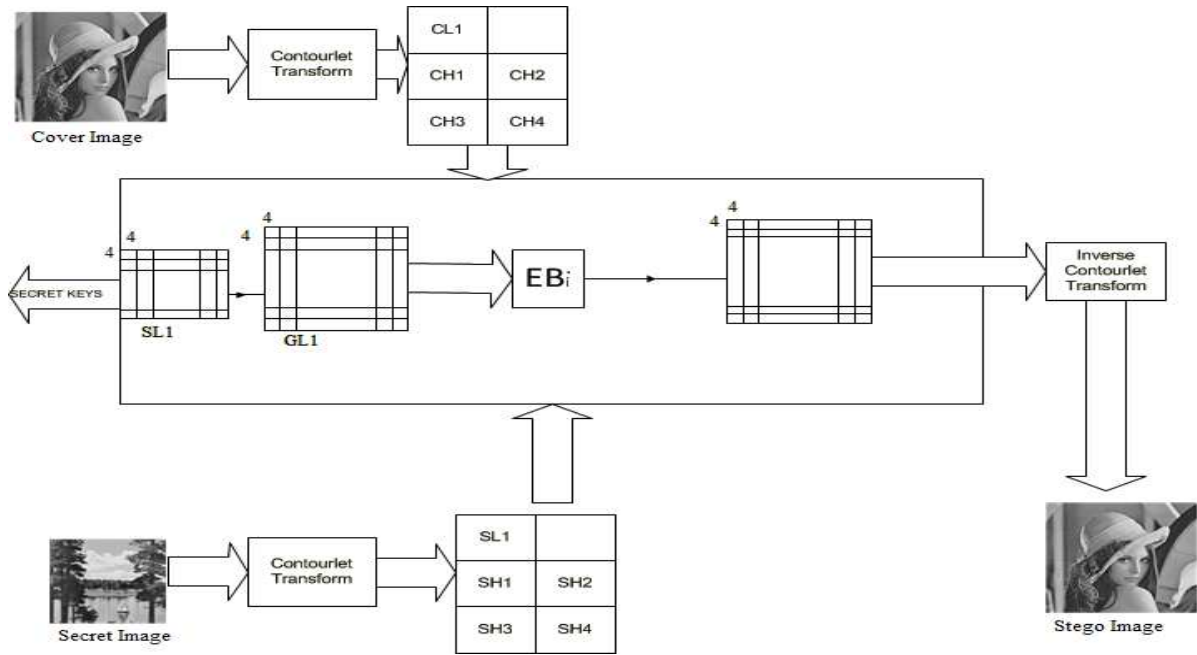 Cover Image
Contourlet
Transform
CL1
CH1 CH2
CH3 CH4
4
4
SL1
SECRET KEYS
4
4
GL1
EBi
4
4
Inverse
Contourlet
Transform
Secret Image
Contourlet
Transform
SL1
SH1 SH2
SH3 SH4
Stego Image